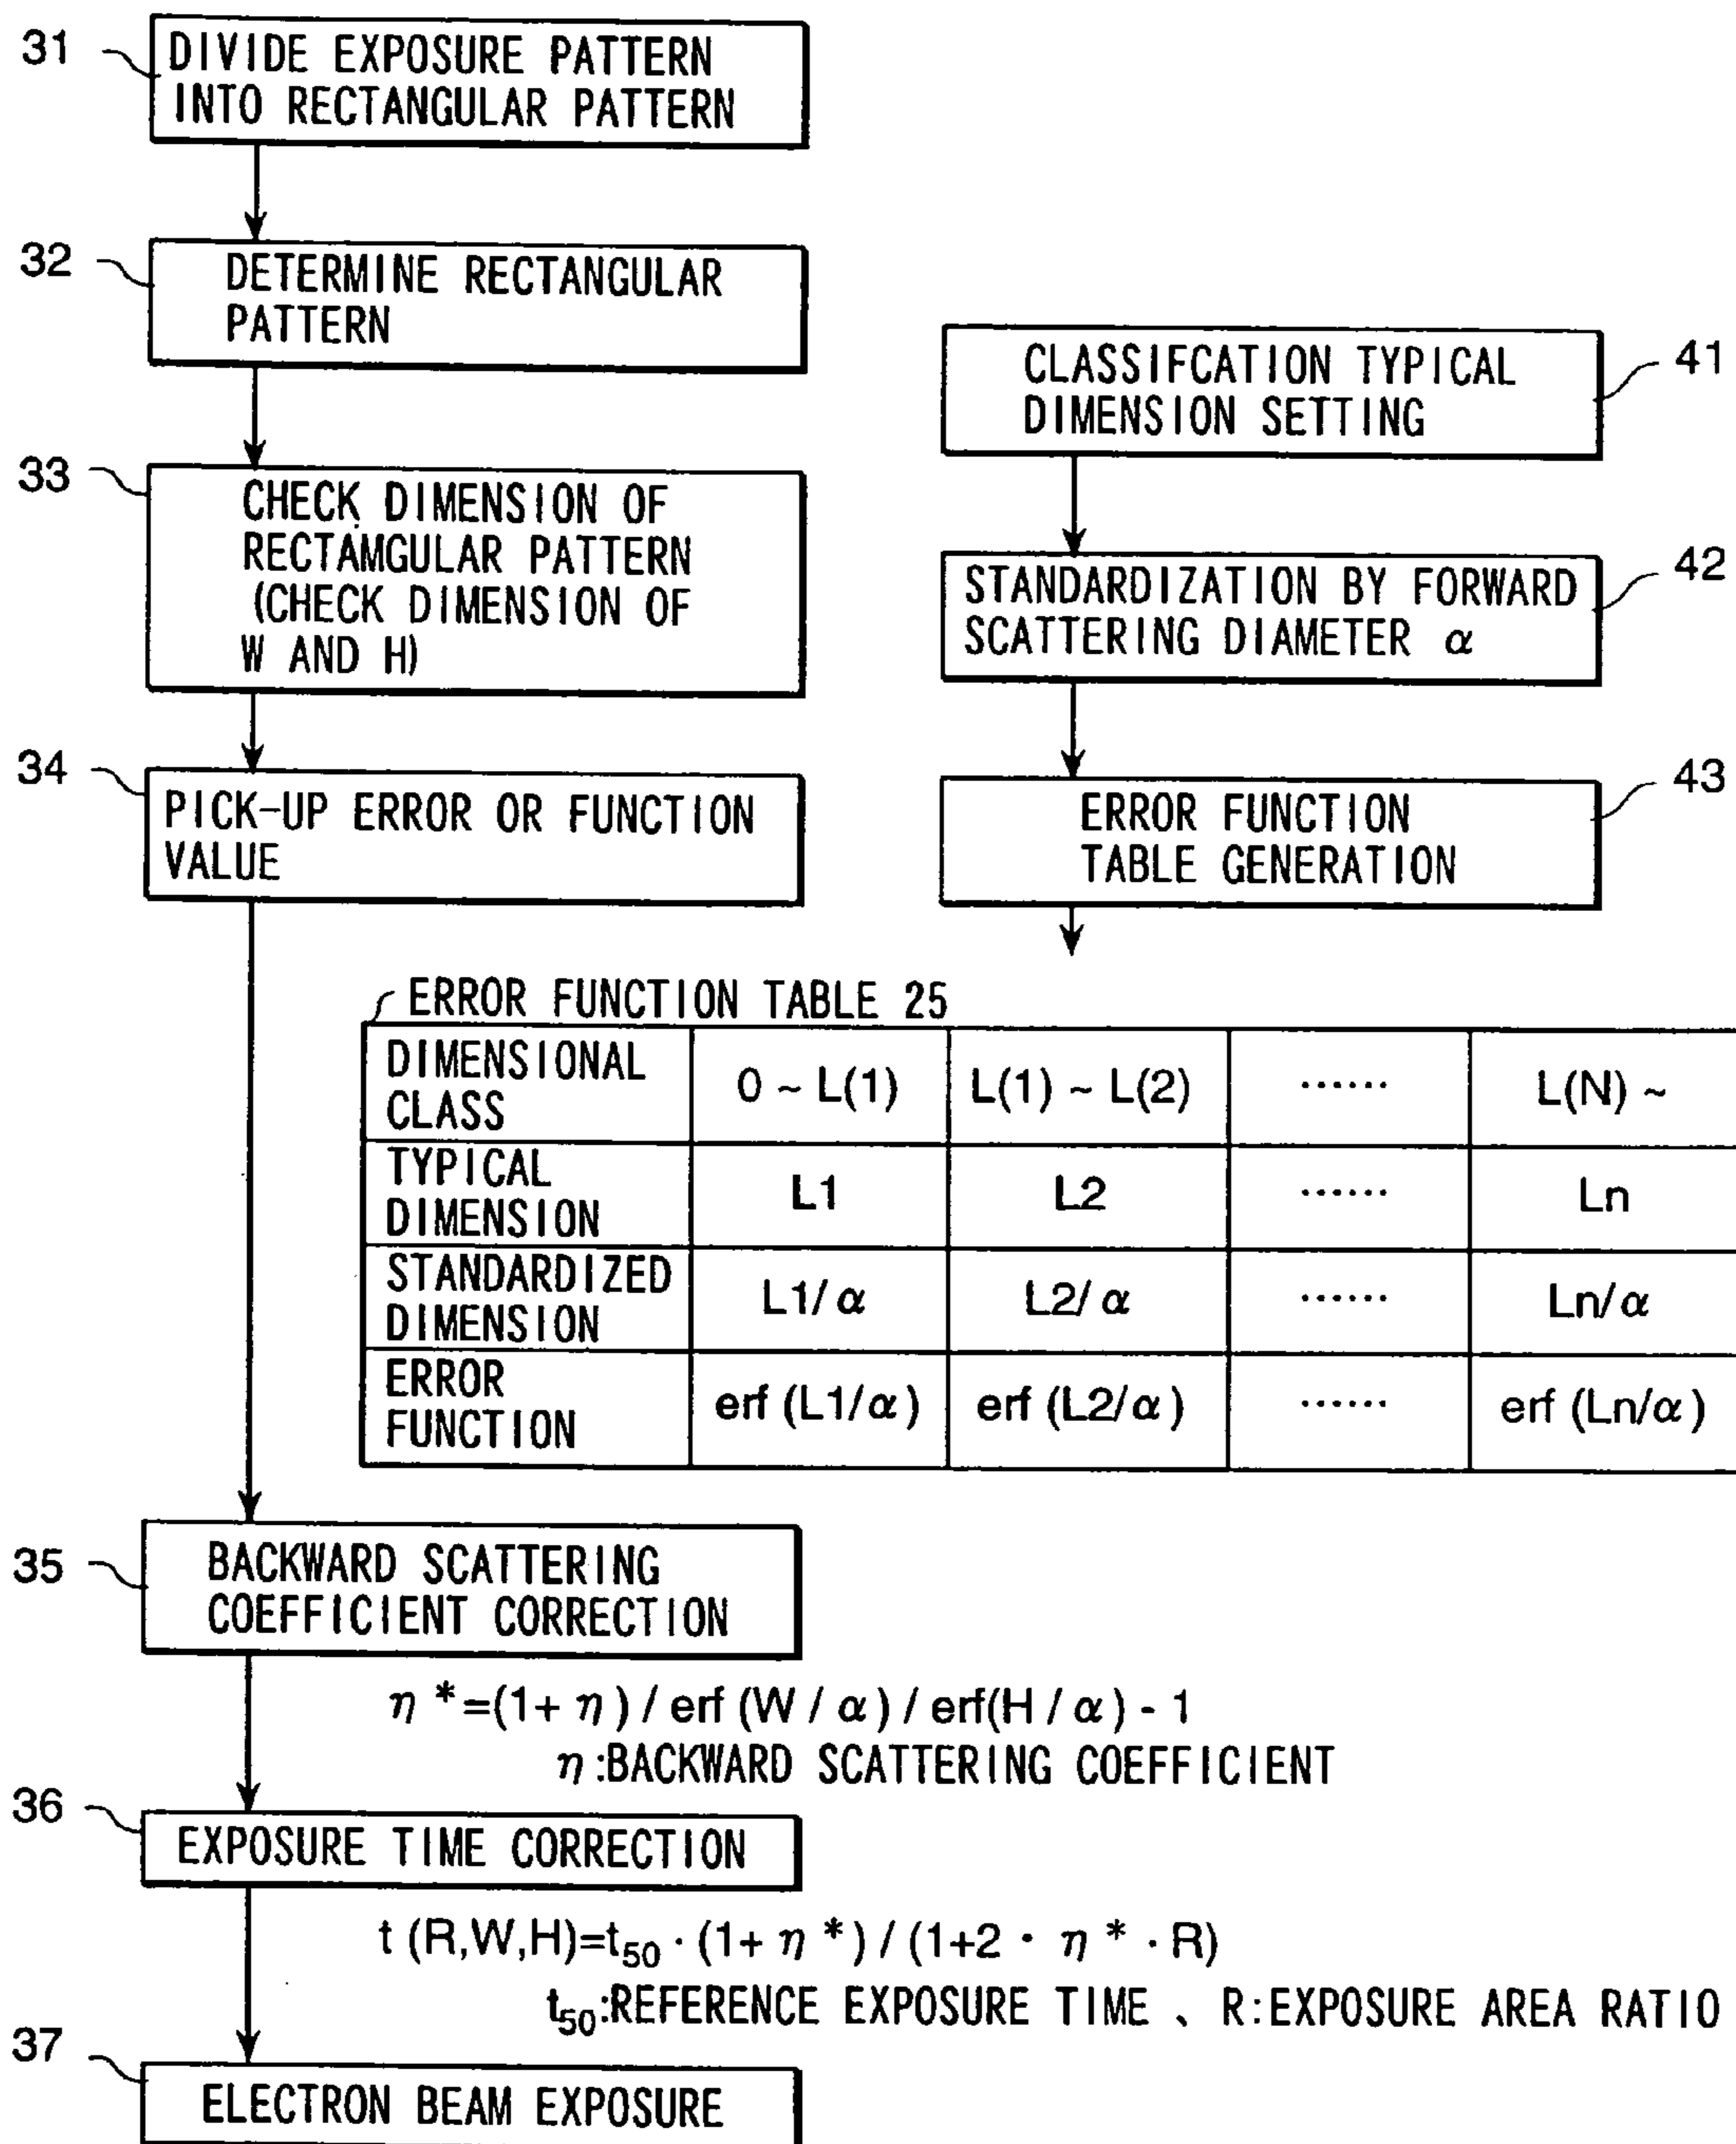 31
DIVIDE EXPOSURE PATTERN
INTO RECTANGULAR PATTERN
32
DETERMINE RECTANGULAR
PATTERN
33
CHECK DIMENSION OF
RECTAMGULAR PATTERN
(CHECK DIMENSION OF
W AND H)
34
PICK-UP ERROR OR FUNCTION
VALUE
CLASSIFCATION TYPICAL
DIMENSION SETTING
41
STANDARDIZATION BY FORWARD
SCATTERING DIAMETER α
42
ERROR FUNCTION
TABLE GENERATION
43
ERROR FUNCTION TABLE 25
DIMENSIONAL
CLASS
0 ~ L(1)
L(1) ~ L(2)
······
L(N) ~
TYPICAL
DIMENSION
L1
L2
······
Ln
STANDARDIZED
DIMENSION
L1/α
L2/α
······
Ln/α
ERROR
FUNCTION
erf (L1/α)
erf (L2/α)
······
erf (Ln/α)
35
BACKWARD SCATTERING
COEFFICIENT CORRECTION
η *=(1+ η) / erf (W / α) / erf(H / α) - 1
η:BACKWARD SCATTERING COEFFICIENT
36
EXPOSURE TIME CORRECTION
t (R,W,H)=t50 · (1+ η *) / (1+2 · η * · R)
t50:REFERENCE EXPOSURE TIME 、 R:EXPOSURE AREA RATIO
37
ELECTRON BEAM EXPOSURE